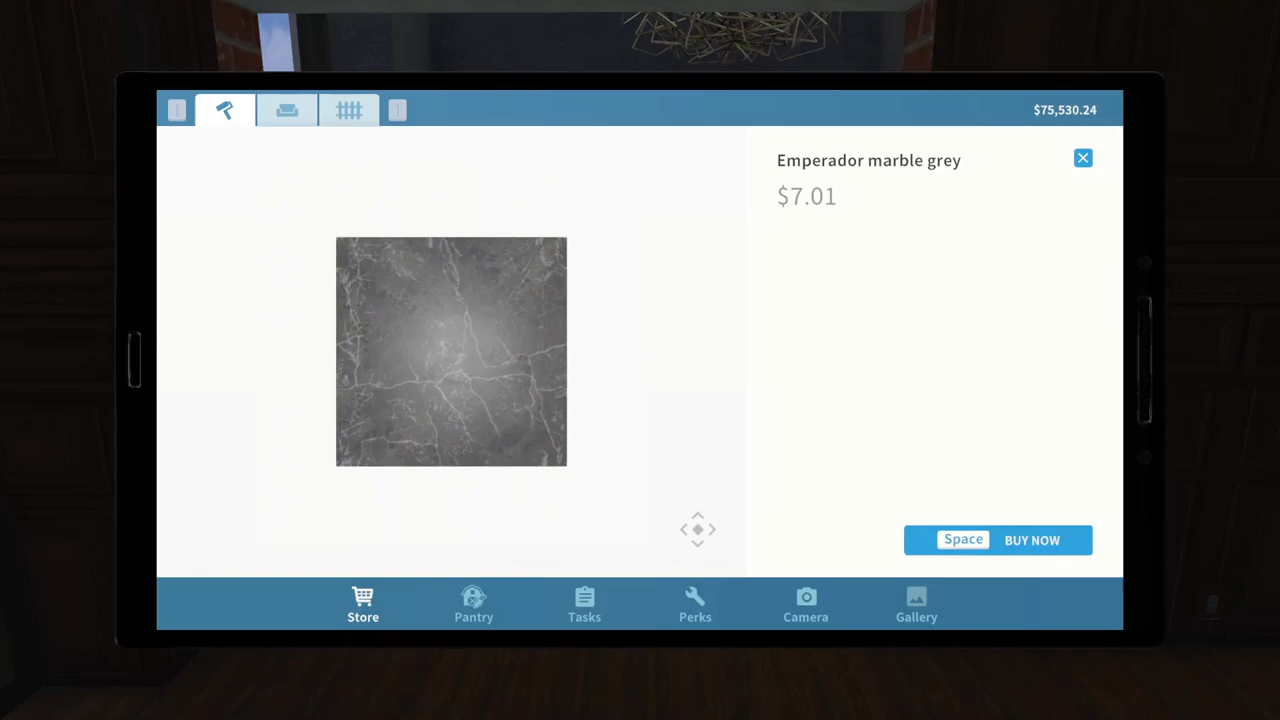 $75,530.24
Emperador marble grey
$7.01
Space BUY NOW
Store Pantry Tasks Perks Camera Gallery